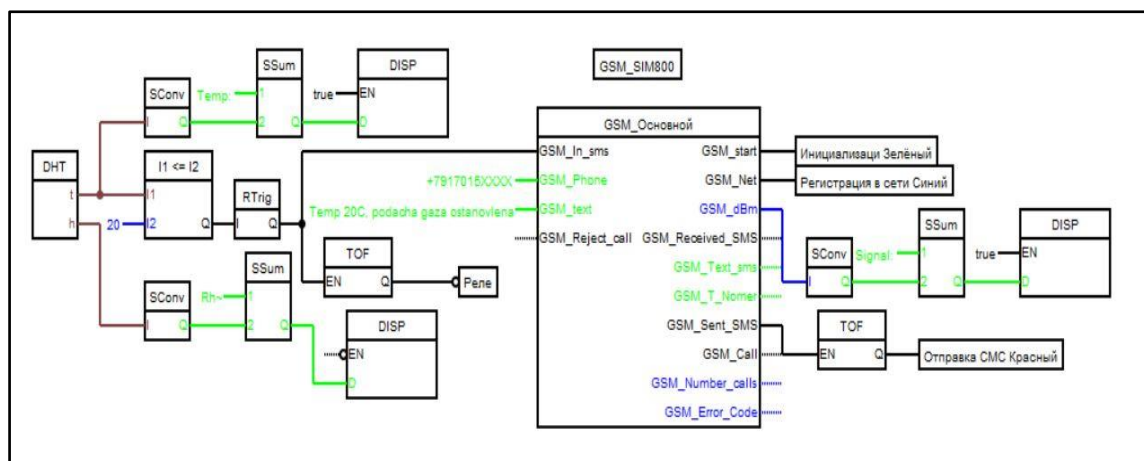 SConv
I
Q
Temp:
SSum
1
2
Q
true
DISP
EN
D
GSM_SIM800
DHT
t
h
I1 <= I2
I1
20
I2
Q
RTrig
I
Q
TOF
EN
Q
Реле
SConv
I
Q
Rh~
SSum
1
2
Q
DISP
EN
D
GSM_Основной
GSM_In_sms
+7917015XXXX
GSM_Phone
Temp 20C, podacha gaza ostanovlena
GSM_text
GSM_Reject_call
GSM_start
GSM_Net
GSM_dBm
GSM_Received_SMS
GSM_Text_sms
GSM_T_Nomer
GSM_Sent_SMS
GSM_Call
GSM_Number_calls
GSM_Error_Code
Инициализаци Зелёный
Регистрация в сети Синий
SConv
I
Q
Signal:
SSum
1
2
Q
true
DISP
EN
D
TOF
EN
Q
Отправка СМС Красный